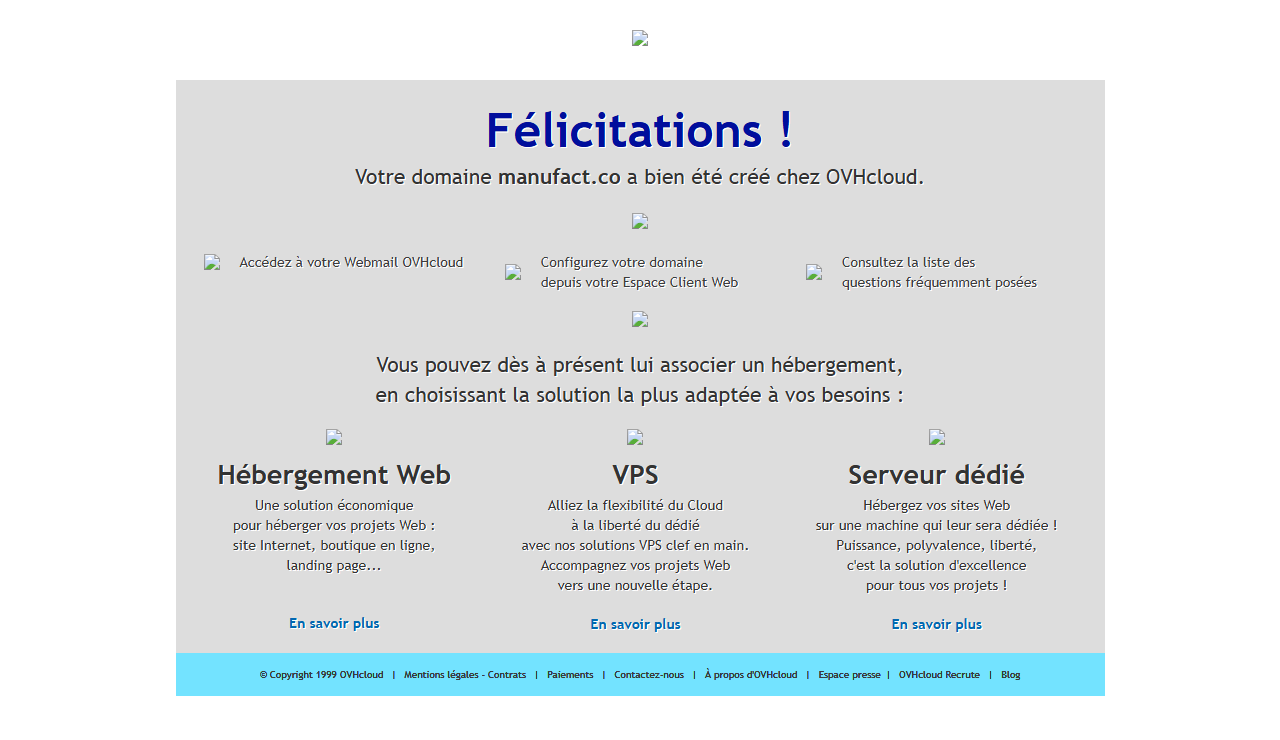 Félicitations !
Votre domaine manufact.co a bien été créé chez OVHcloud.
Accédez à votre Webmail OVHcloud
Configurez votre domaine
depuis votre Espace Client Web
Consultez la liste des
questions fréquemment posées
Vous pouvez dès à présent lui associer un hébergement,
en choisissant la solution la plus adaptée à vos besoins :
Hébergement Web
Une solution économique
pour héberger vos projets Web :
site Internet, boutique en ligne,
landing page...
En savoir plus
VPS
Alliez la flexibilité du Cloud
à la liberté du dédié
avec nos solutions VPS clef en main.
Accompagnez vos projets Web
vers une nouvelle étape.
En savoir plus
Serveur dédié
Hébergez vos sites Web
sur une machine qui leur sera dédiée !
Puissance, polyvalence, liberté,
c'est la solution d'excellence
pour tous vos projets !
En savoir plus
© Copyright 1999 OVHcloud | Mentions légales - Contrats | Paiements | Contactez-nous | À propos d'OVHcloud | Espace presse | OVHcloud Recrute | Blog